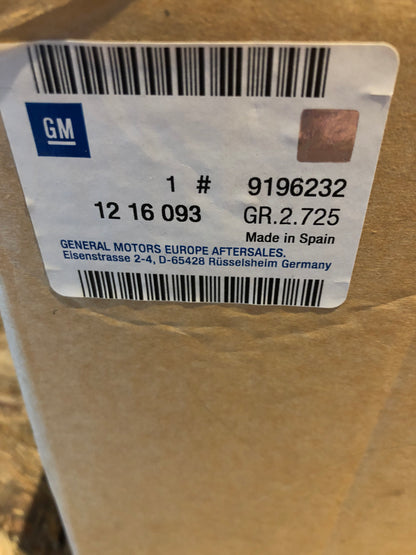 GM
1 # 9196232
12 16 093 GR.2.725
Made in Spain
GENERAL MOTORS EUROPE AFTERSALES.
Eisenstrasse 2-4, D-65428 Rüsselsheim Germany